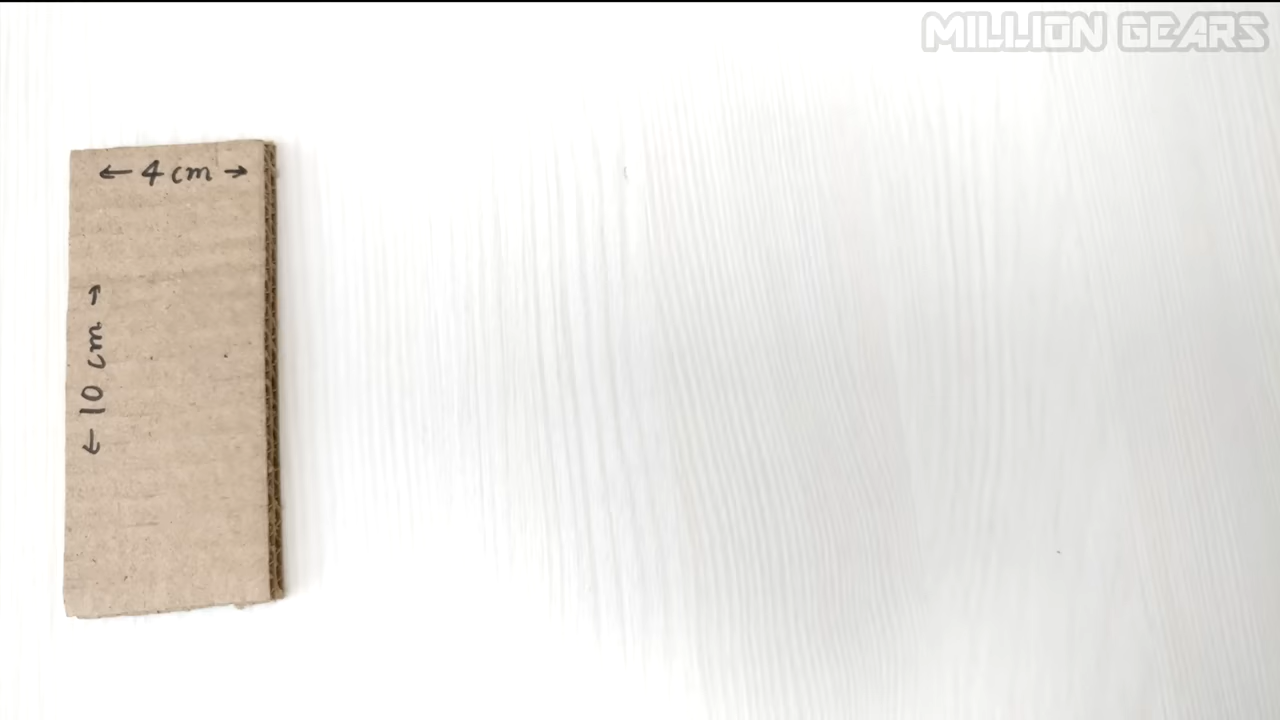 MILLION GEARS
← 4 cm →
← 10 cm →